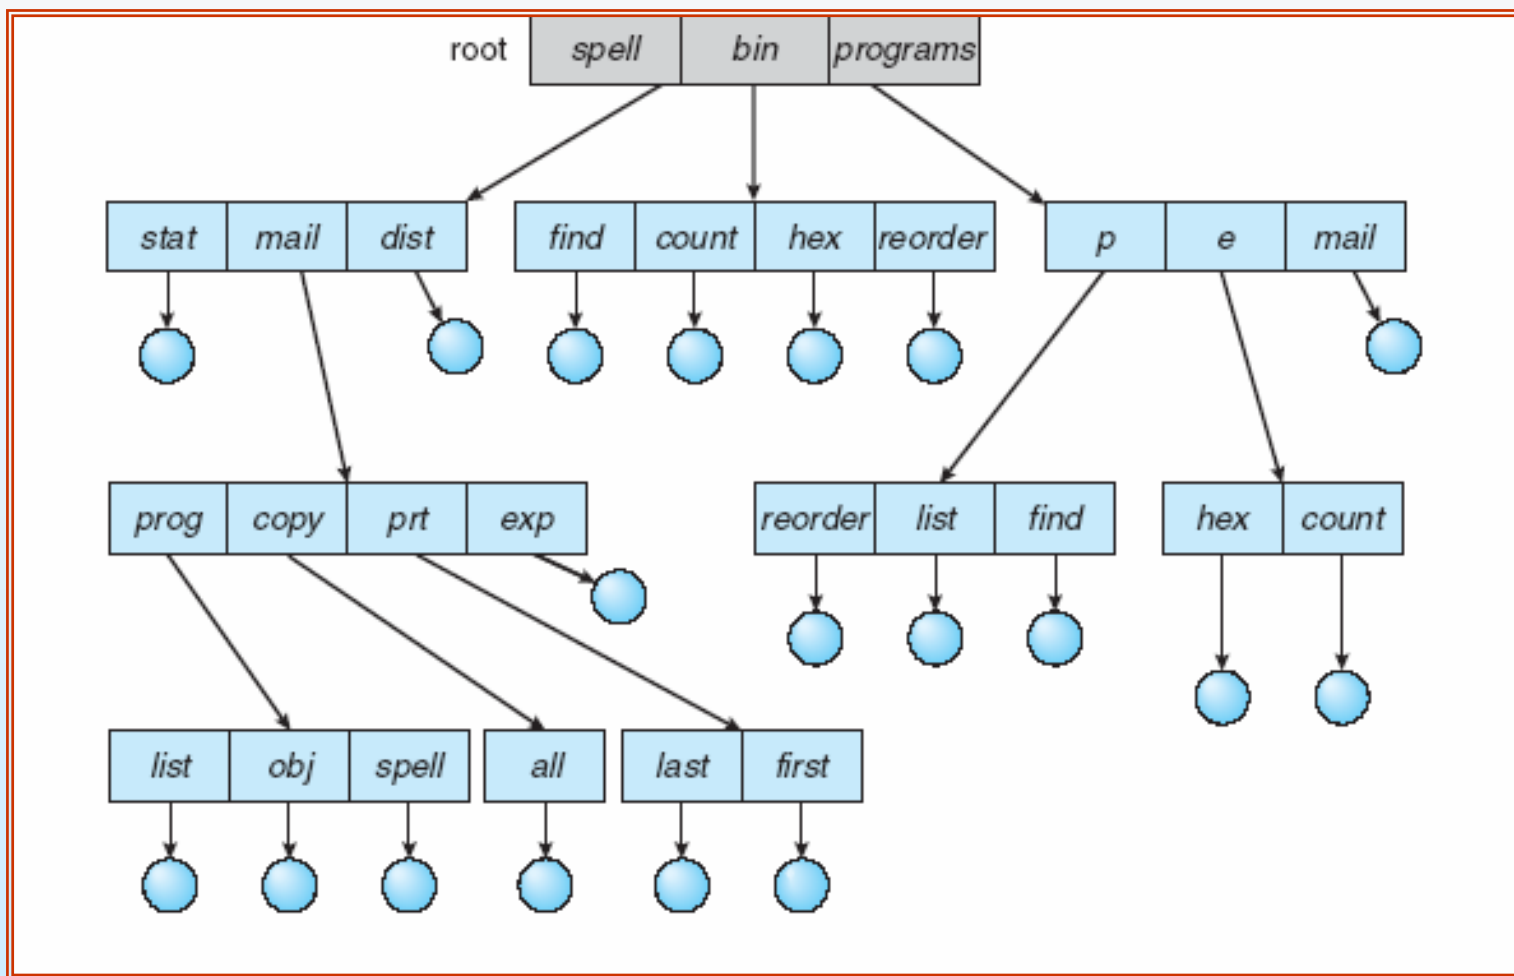 root spell bin programs
stat mail dist find count hex reorder p e mail
prog copy prt exp reorder list find hex count
list obj spell all last first